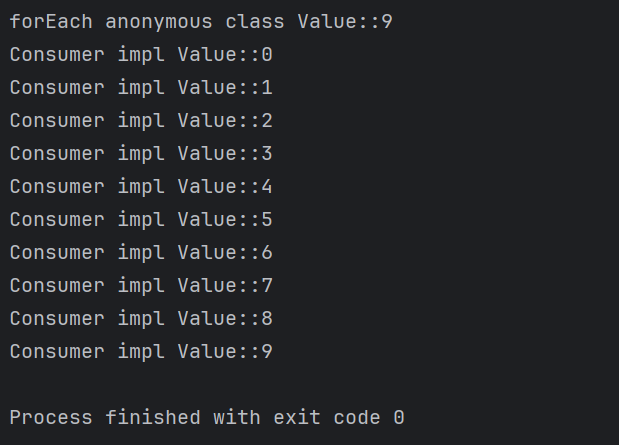 forEach anonymous class Value::9
Consumer impl Value::0
Consumer impl Value::1
Consumer impl Value::2
Consumer impl Value::3
Consumer impl Value::4
Consumer impl Value::5
Consumer impl Value::6
Consumer impl Value::7
Consumer impl Value::8
Consumer impl Value::9
Process finished with exit code 0